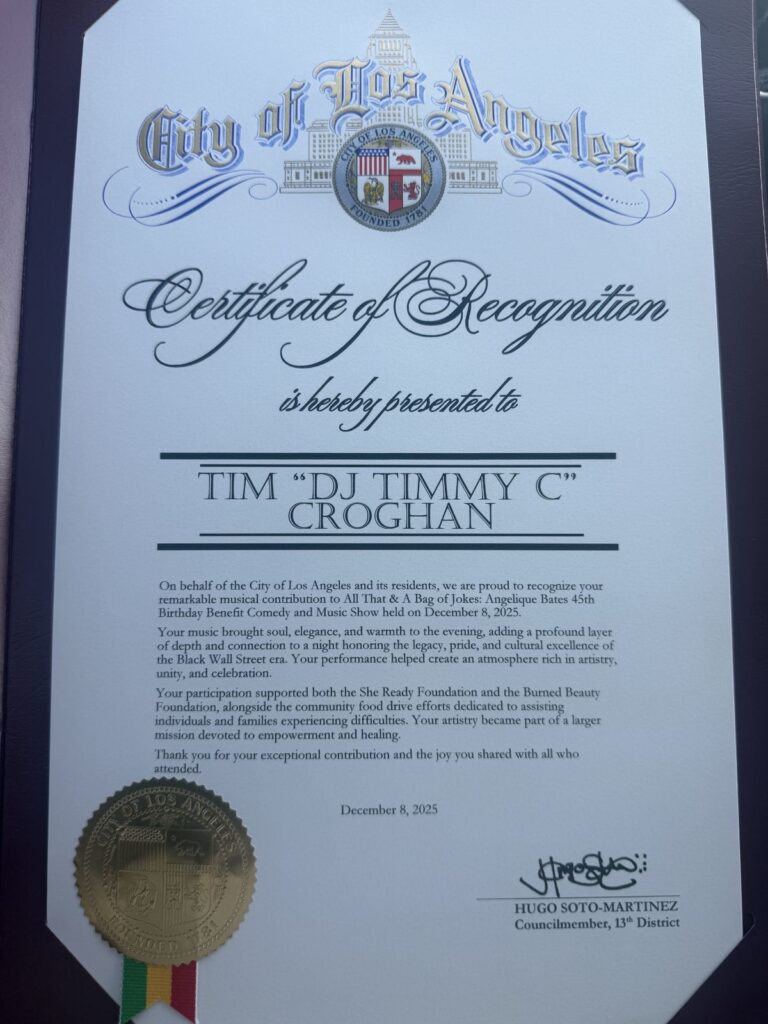 City of Los Angeles
CITY OF LOS ANGELES
FOUNDED 1781
Certificate of Recognition
is hereby presented to
TIM “DJ TIMMY C”
CROGHAN
On behalf of the City of Los Angeles and its residents, we are proud to recognize your
remarkable musical contribution to All That & A Bag of Jokes: Angelique Bates 45th
Birthday Benefit Comedy and Music Show held on December 8, 2025.
Your music brought soul, elegance, and warmth to the evening, adding a profound layer
of depth and connection to a night honoring the legacy, pride, and cultural excellence of
the Black Wall Street era. Your performance helped create an atmosphere rich in artistry,
unity, and celebration.
Your participation supported both the She Ready Foundation and the Burned Beauty
Foundation, alongside the community food drive efforts dedicated to assisting
individuals and families experiencing difficulties. Your artistry became part of a larger
mission devoted to empowerment and healing.
Thank you for your exceptional contribution and the joy you shared with all who
attended.
December 8, 2025
CITY OF LOS ANGELES
FOUNDED 1781
HUGO SOTO-MARTINEZ
Councilmember, 13th District